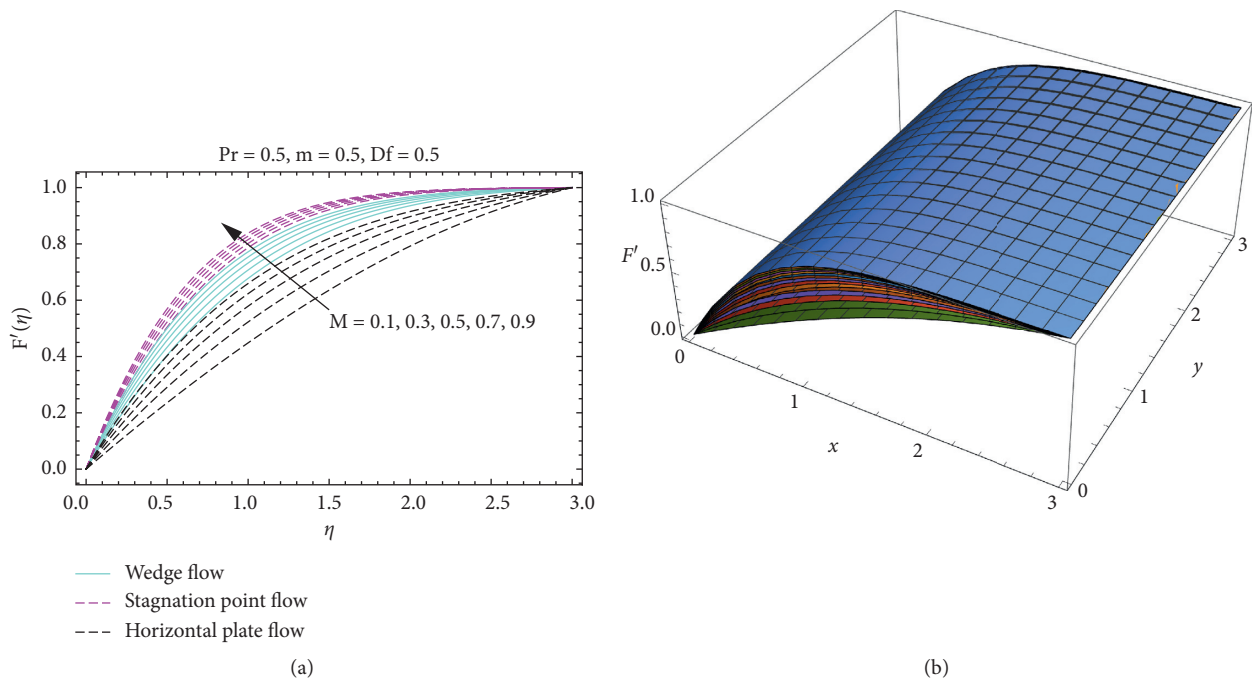 Pr = 0.5, m = 0.5, Df = 0.5
F′(η)
1.0
0.8
0.6
0.4
0.2
0.0
M = 0.1, 0.3, 0.5, 0.7, 0.9
0.0 0.5 1.0 1.5 2.0 2.5 3.0
η
Wedge flow
Stagnation point flow
Horizontal plate flow
(a)
1.0
F′ 0.5
0.0
0
1
x
2
3
0
1
y
2
3
(b)